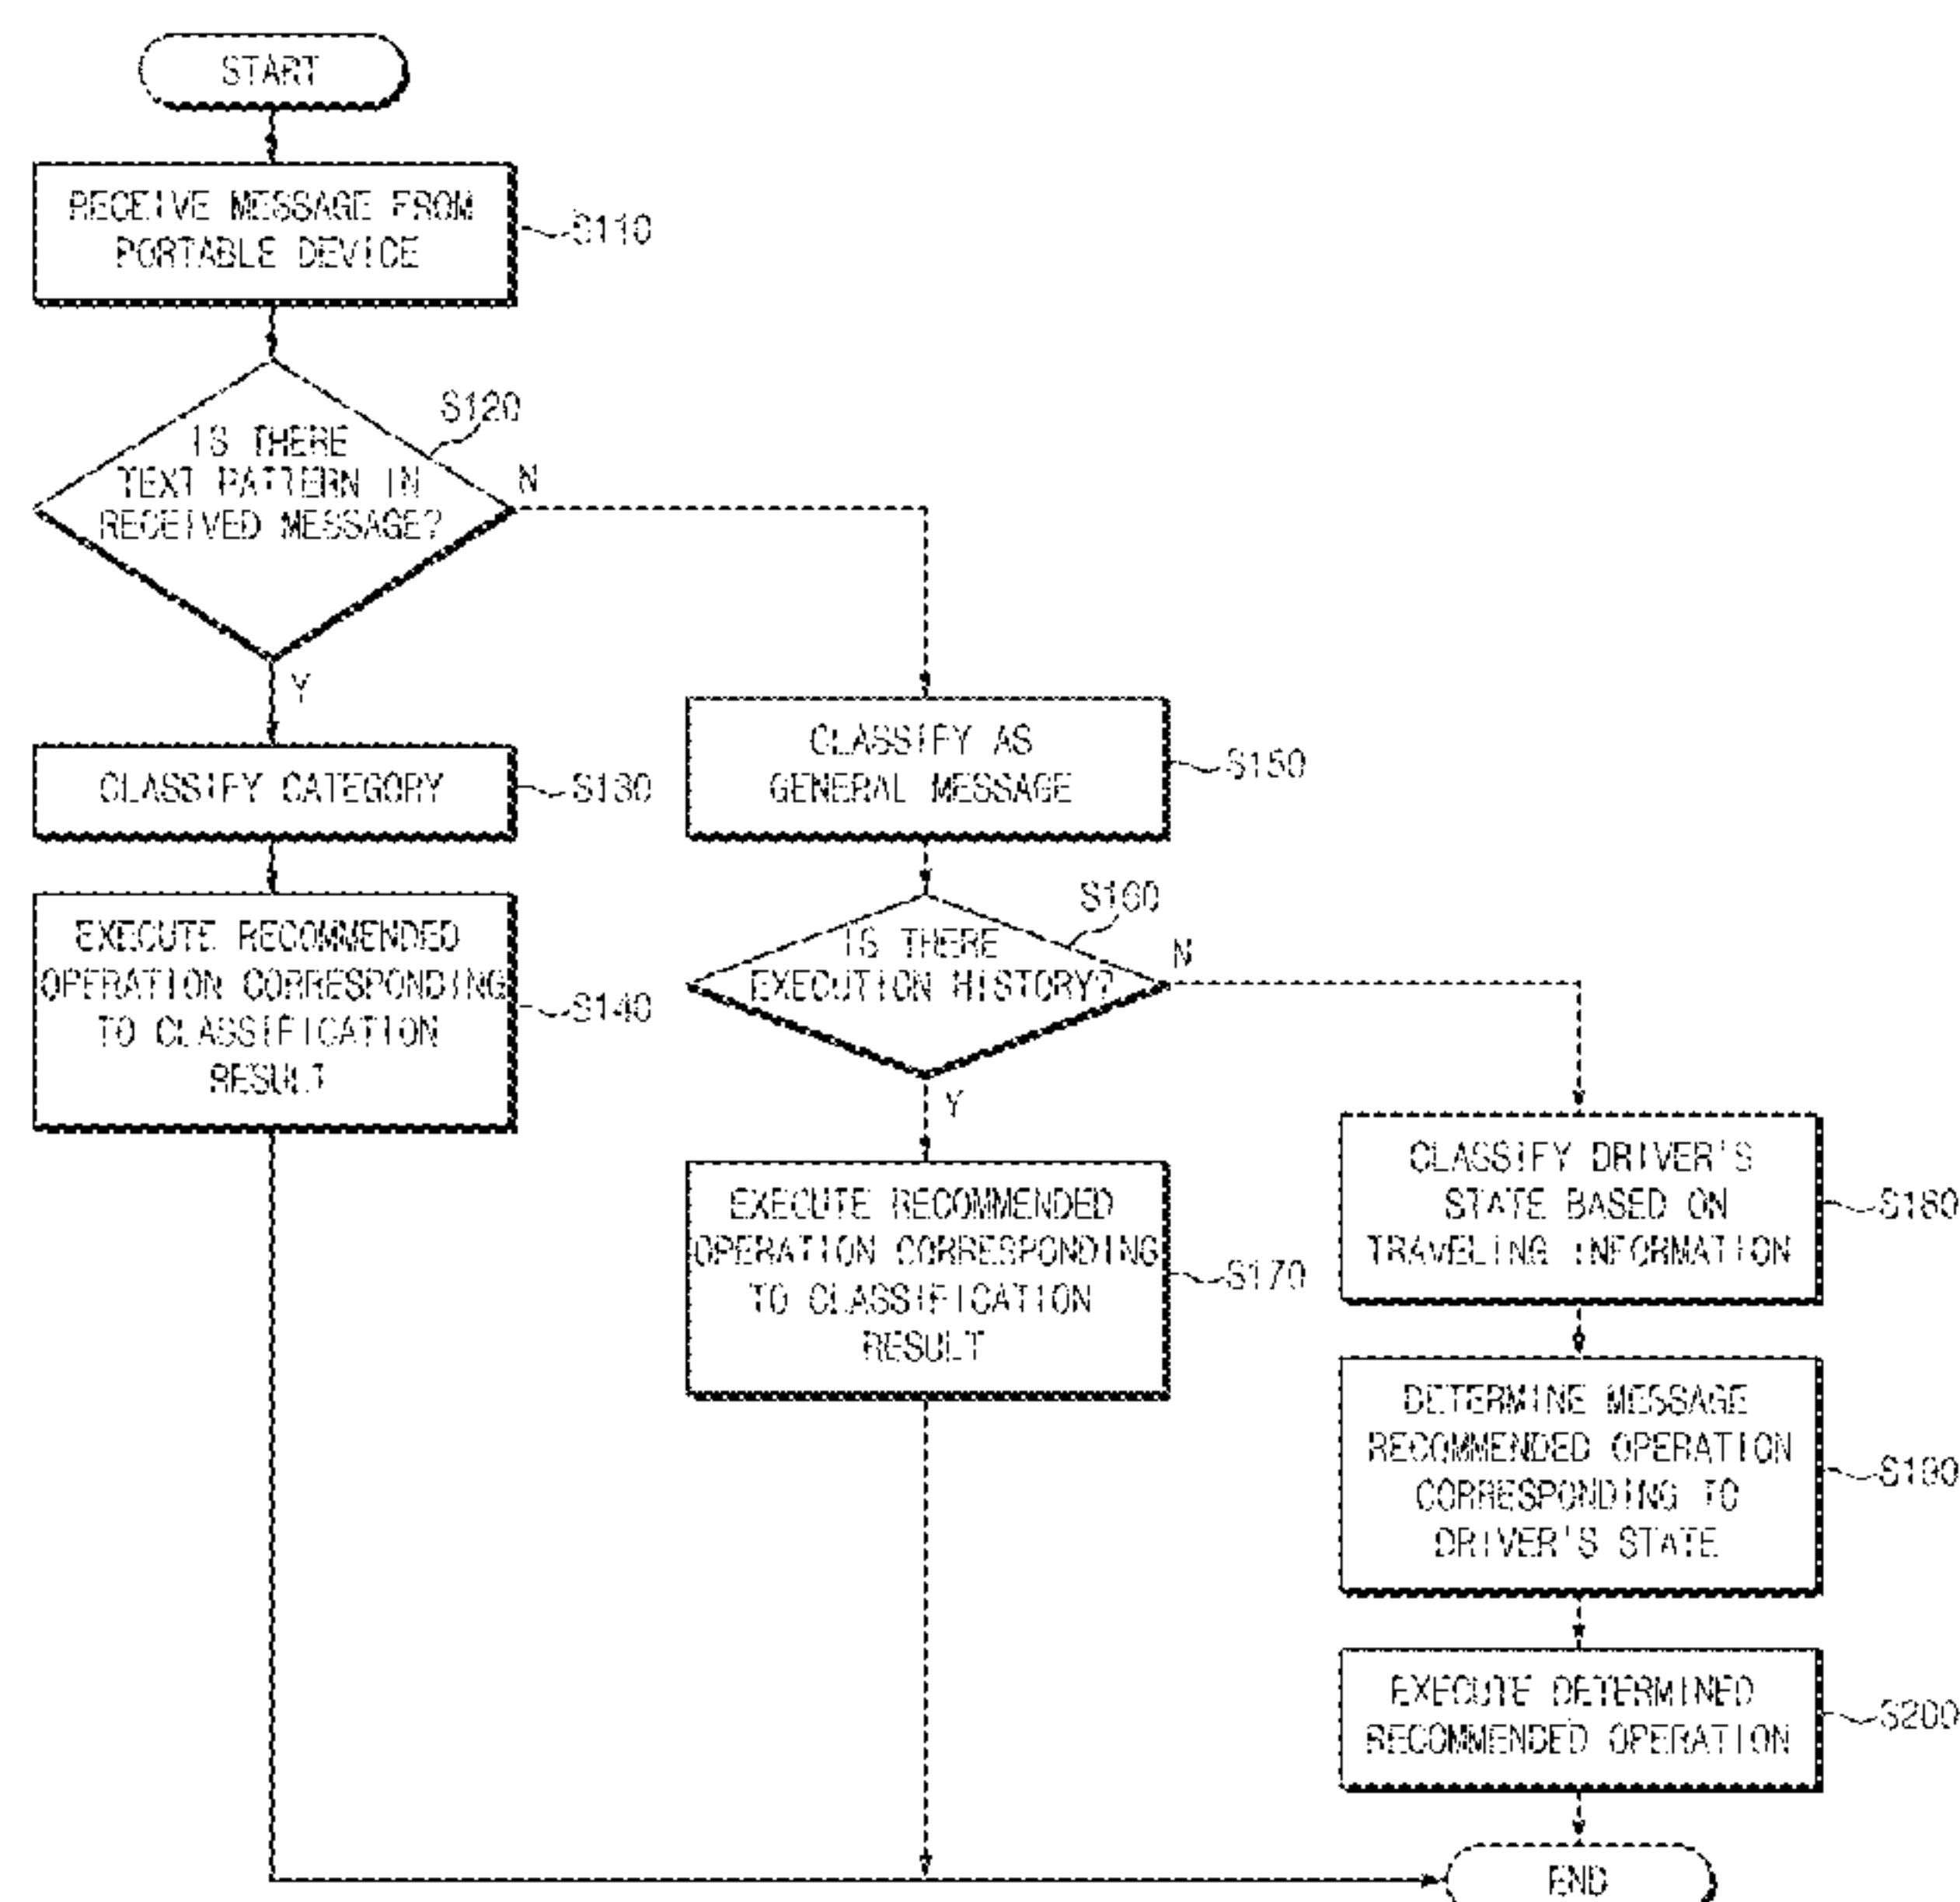 START
RECEIVE MESSAGE FROM
PORTABLE DEVICE
S110
S120
IS THERE
TEXT PATTERN IN
RECEIVED MESSAGE?
N
Y
CLASSIFY CATEGORY
S130
EXECUTE RECOMMENDED
OPERATION CORRESPONDING
TO CLASSIFICATION
RESULT
S140
CLASSIFY AS
GENERAL MESSAGE
S150
S160
IS THERE
EXECUTION HISTORY?
N
Y
EXECUTE RECOMMENDED
OPERATION CORRESPONDING
TO CLASSIFICATION
RESULT
S170
CLASSIFY DRIVER'S
STATE BASED ON
TRAVELING INFORMATION
S180
DETERMINE MESSAGE
RECOMMENDED OPERATION
CORRESPONDING TO
DRIVER'S STATE
S190
EXECUTE DETERMINED
RECOMMENDED OPERATION
S200
END